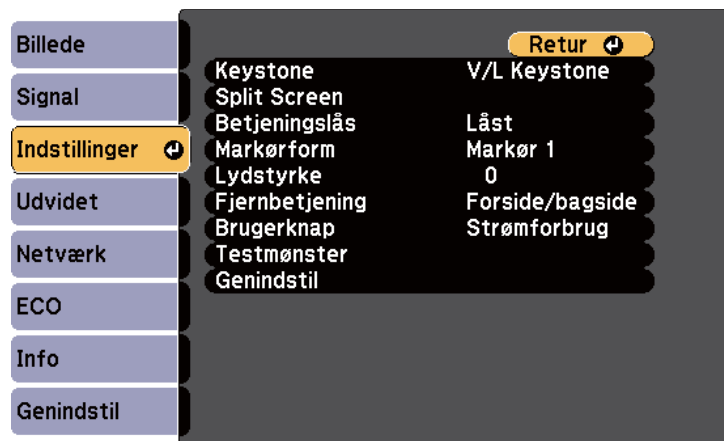 Billede
Signal
Indstillinger
Udvidet
Netværk
ECO
Info
Genindstil
Retur
Keystone V/L Keystone
Split Screen
Betjeningslås Låst
Markørform Markør 1
Lydstyrke 0
Fjernbetjening Forside/bagside
Brugerknap Strømforbrug
Testmønster
Genindstil